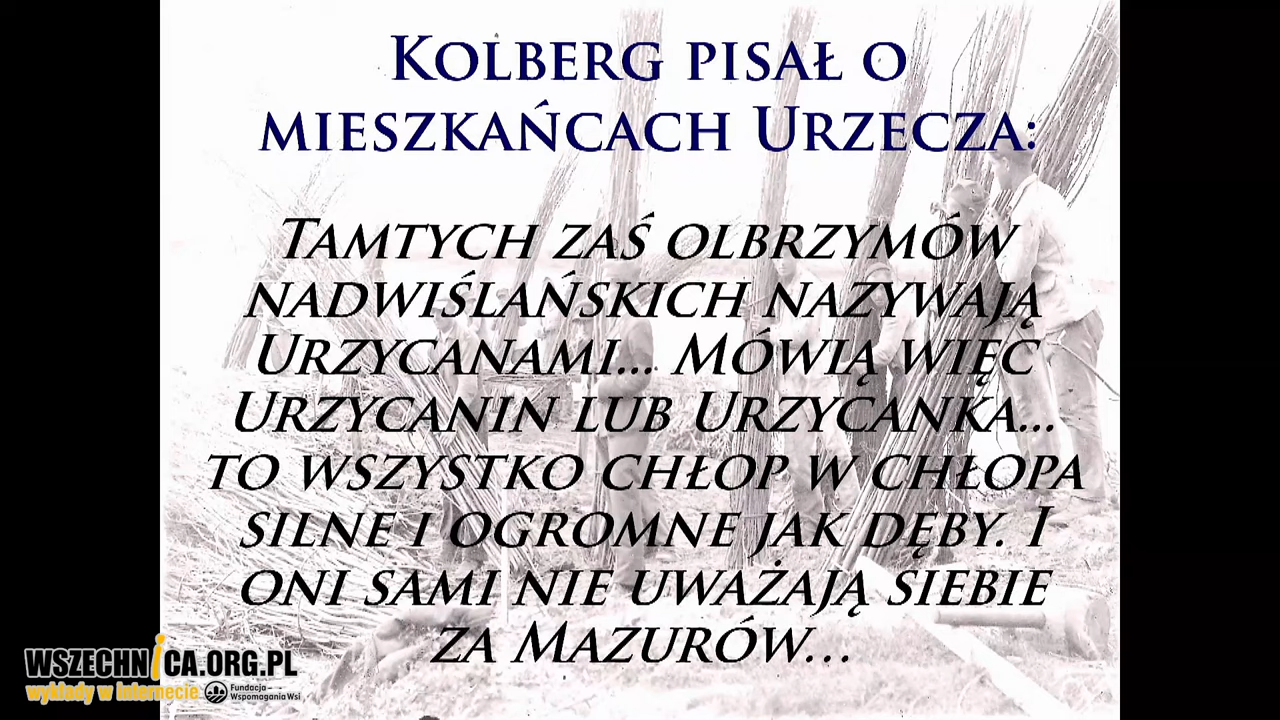 Kolberg pisał o
mieszkańcach Urzecza:
Tamtych zaś olbrzymów
nadwiślańskich nazywają
Urzycanami... Mówią więc
Urzycanin lub Urzycanka...
to wszystko chłop w chłopa
silne i ogromne jak dęby. I
oni sami nie uważają siebie
za Mazurów...
WSZECHNICA.ORG.PL
wykłady w internecie
Fundacja
Wspomagania Wsi